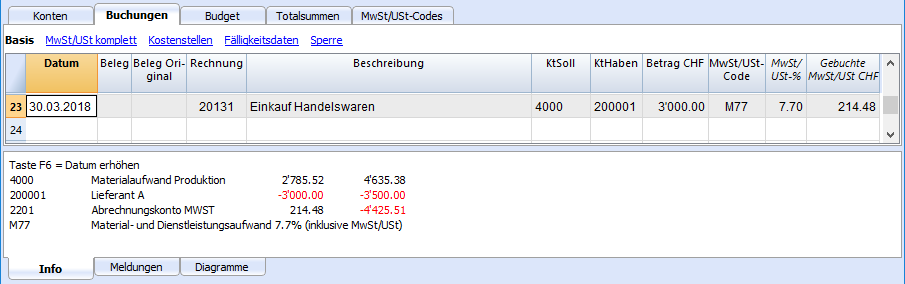 Konten Buchungen Budget Totalsummen MwSt/USt-Codes
Basis MwSt/USt komplett Kostenstellen Fälligkeitsdaten Sperre
Datum Beleg Beleg Ori- Rechnung Beschreibung KtSoll KtHaben Betrag CHF MwSt/USt- MwSt/ Gebuchte
ginal Code USt-% MwSt/USt CHF
23 30.03.2018 20131 Einkauf Handelswaren 4000 200001 3'000.00 M77 7.70 214.48
24
Taste F6 = Datum erhöhen
4000 Materialaufwand Produktion 2'785.52 4'635.38
200001 Lieferant A -3'000.00 -3'500.00
2201 Abrechnungskonto MWST 214.48 -4'425.51
M77 Material- und Dienstleistungsaufwand 7.7% (inklusive MwSt/USt)
Info Meldungen Diagramme